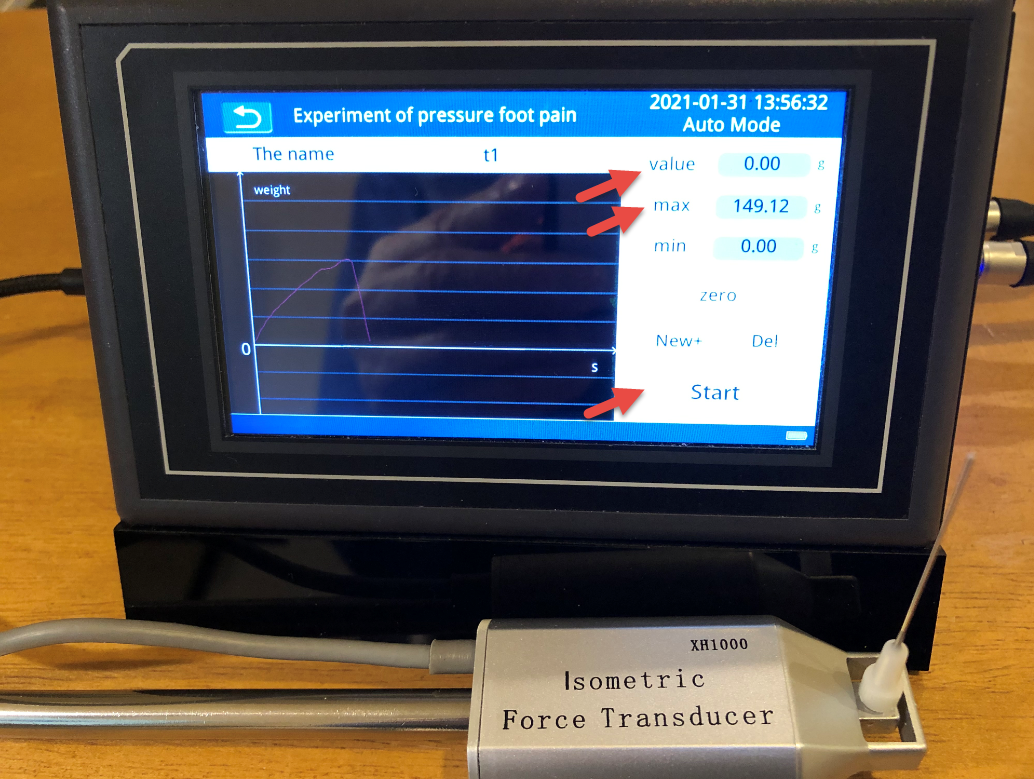 Experiment of pressure foot pain
2021-01-31 13:56:32
Auto Mode
The name t1
weight
value 0.00 g
max 149.12 g
min 0.00 g
zero
0
New+ Del
s
Start
XH1000
Isometric
Force Transducer